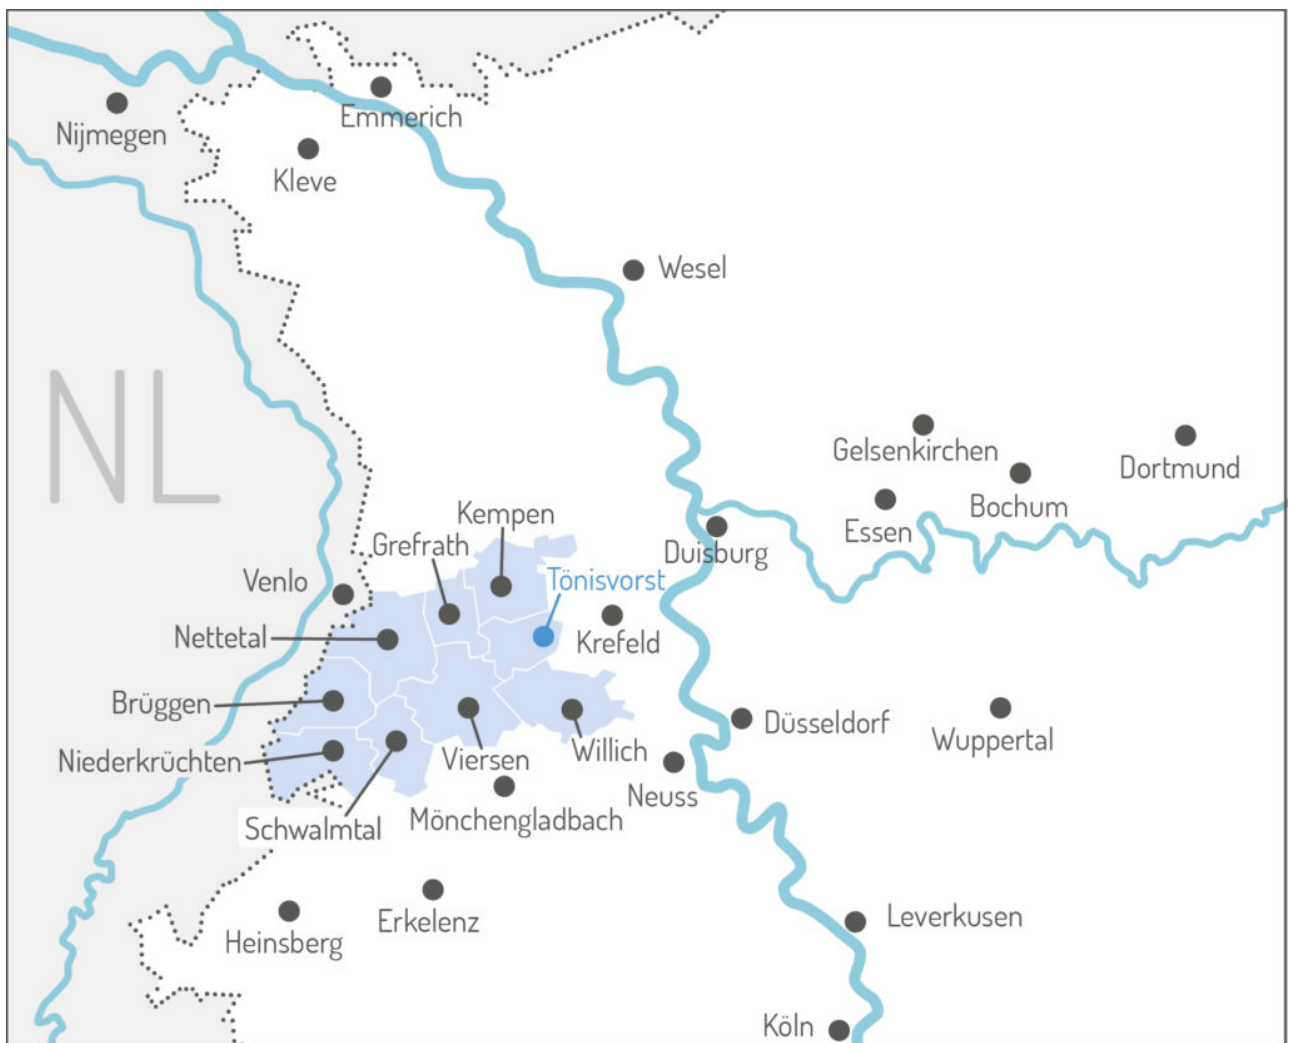 Emmerich
Nijmegen
Kleve
Wesel
NL
Gelsenkirchen
Dortmund
Bochum
Essen
Kempen
Grefrath
Duisburg
Venlo
Tönisvorst
Nettetal
Krefeld
Brüggen
Düsseldorf
Wuppertal
Niederkrüchten
Viersen
Willich
Neuss
Schwalmtal
Mönchengladbach
Leverkusen
Erkelenz
Heinsberg
Köln